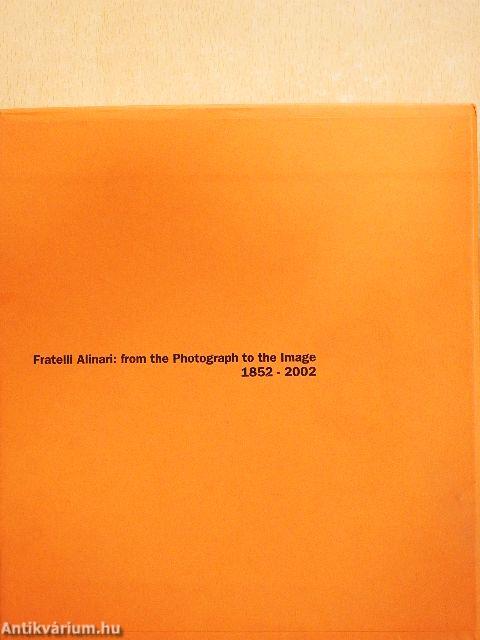 Fratelli Alinari: from the Photograph to the Image
1852 - 2002
Antikvárium.hu